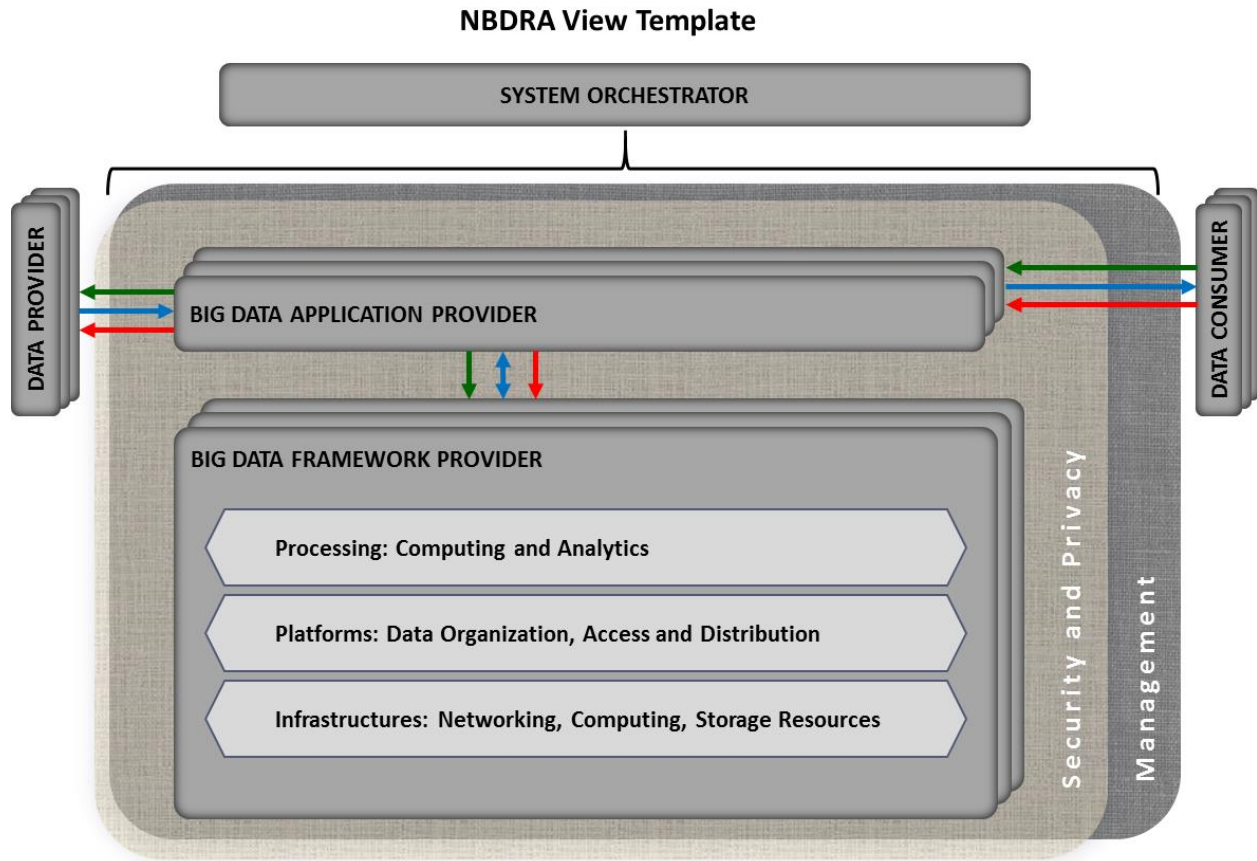 NBDRA View Template
SYSTEM ORCHESTRATOR
DATA PROVIDER
BIG DATA APPLICATION PROVIDER
DATA CONSUMER
BIG DATA FRAMEWORK PROVIDER
Processing: Computing and Analytics
Platforms: Data Organization, Access and Distribution
Infrastructures: Networking, Computing, Storage Resources
Security and Privacy
Management